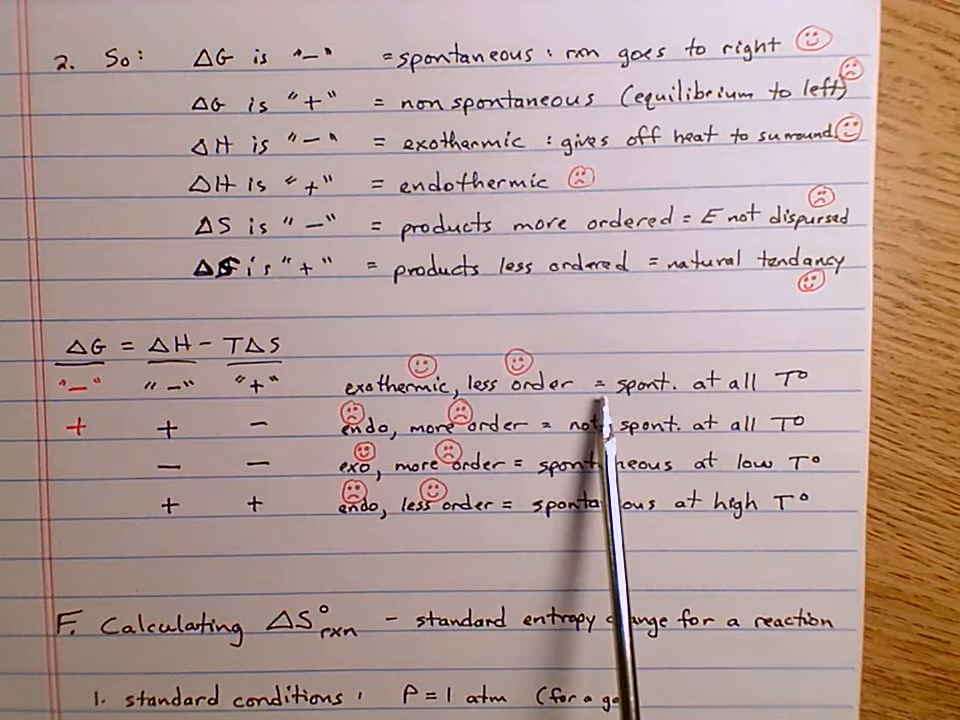 2. So: ΔG is "−" = spontaneous : rxn goes to right
ΔG is "+" = non spontaneous (equilibrium to left)
ΔH is "−" = exothermic : gives off heat to surround.
ΔH is "+" = endothermic
ΔS is "−" = products more ordered = E not dispursed
ΔS is "+" = products less ordered = natural tendancy
ΔG = ΔH − TΔS
"−" "−" "+" exothermic, less order = spont. at all T°
+ + − endo, more order = not spont. at all T°
− − exo, more order = at low T°
+ + endo, less order = at high T°
F. Calculating ΔS°rxn − standard entropy for a reaction
1. standard conditions : P = 1 atm (for a